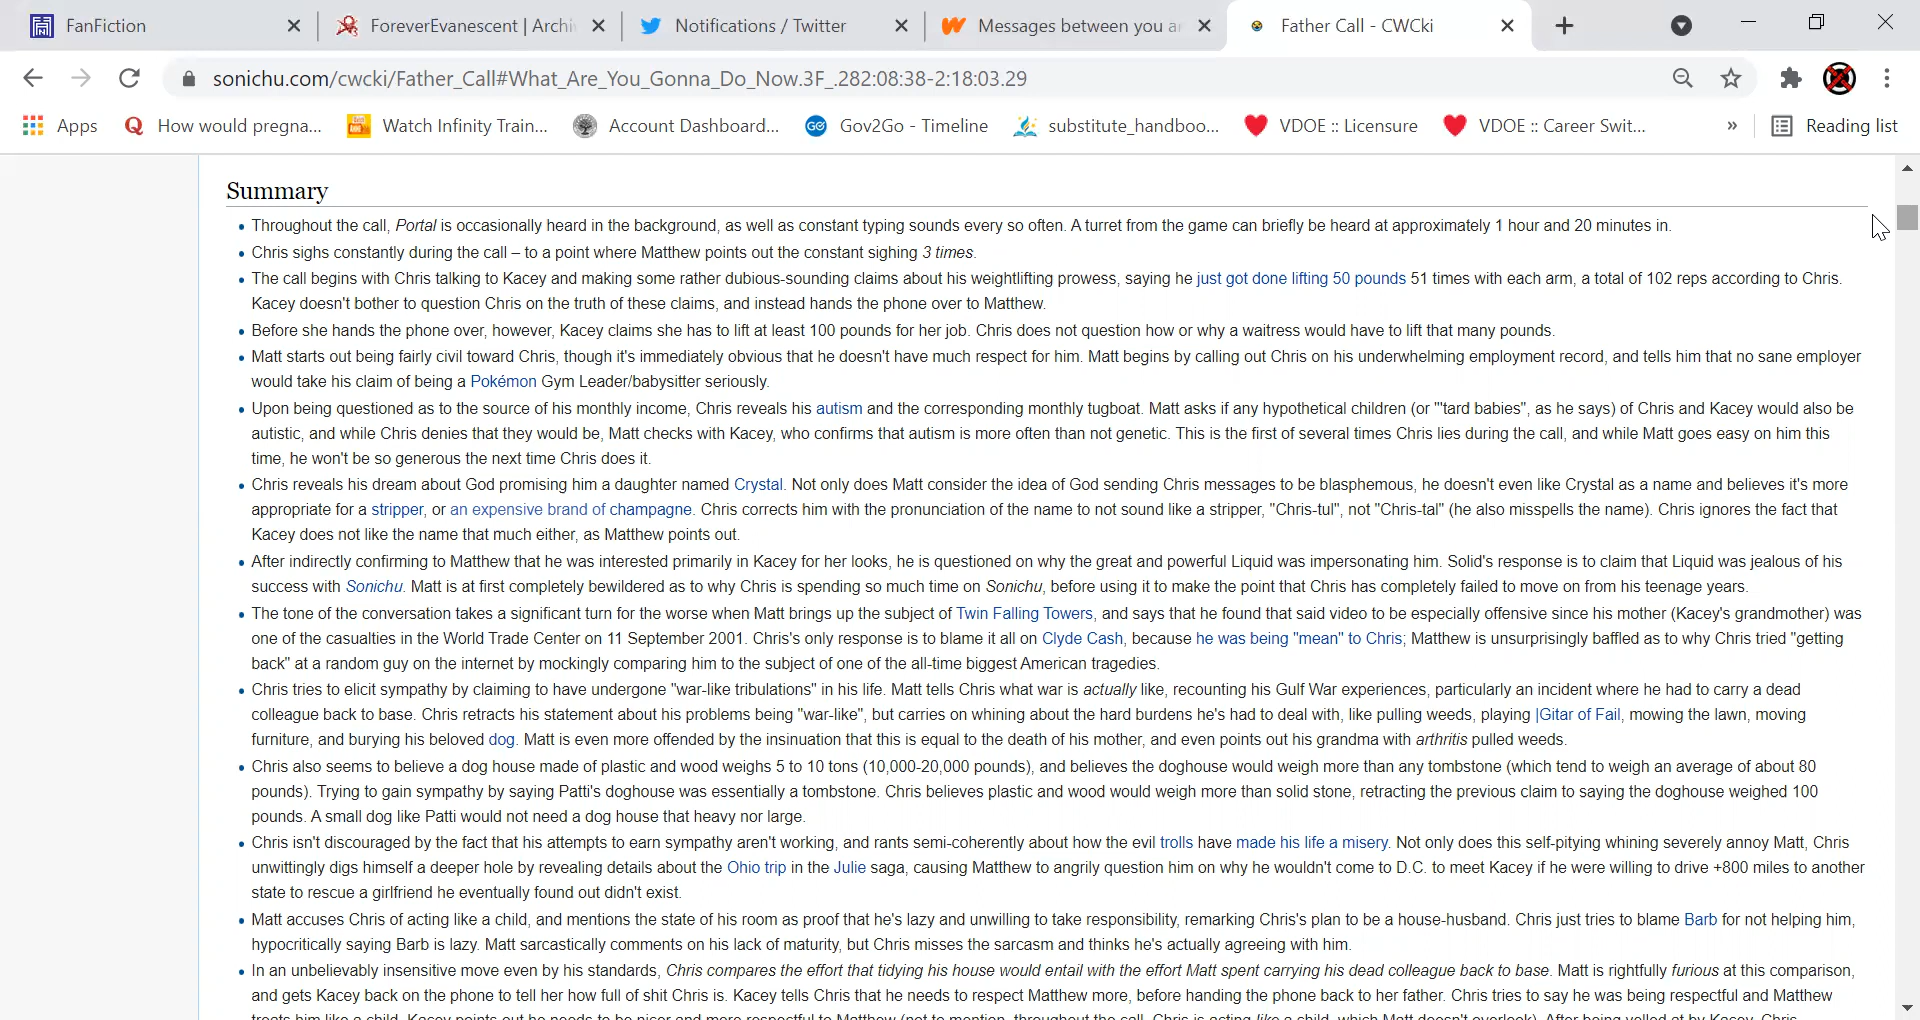 FanFiction
ForeverEvanescent | Archi
Notifications / Twitter
Messages between you a
Father Call - CWCki
sonichu.com/cwcki/Father_Call#What_Are_You_Gonna_Do_Now.3F_.282:08:38-2:18:03.29
Apps
How would pregna...
Watch Infinity Train...
Account Dashboard...
GO
Gov2Go - Timeline
substitute_handboo...
VDOE :: Licensure
VDOE :: Career Swit...
»
Reading list
Summary
• Throughout the call, Portal is occasionally heard in the background, as well as constant typing sounds every so often. A turret from the game can briefly be heard at approximately 1 hour and 20 minutes in.
• Chris sighs constantly during the call – to a point where Matthew points out the constant sighing 3 times.
• The call begins with Chris talking to Kacey and making some rather dubious-sounding claims about his weightlifting prowess, saying he just got done lifting 50 pounds 51 times with each arm, a total of 102 reps according to Chris.
Kacey doesn't bother to question Chris on the truth of these claims, and instead hands the phone over to Matthew.
• Before she hands the phone over, however, Kacey claims she has to lift at least 100 pounds for her job. Chris does not question how or why a waitress would have to lift that many pounds.
• Matt starts out being fairly civil toward Chris, though it's immediately obvious that he doesn't have much respect for him. Matt begins by calling out Chris on his underwhelming employment record, and tells him that no sane employer
would take his claim of being a Pokémon Gym Leader/babysitter seriously.
• Upon being questioned as to the source of his monthly income, Chris reveals his autism and the corresponding monthly tugboat. Matt asks if any hypothetical children (or "'tard babies", as he says) of Chris and Kacey would also be
autistic, and while Chris denies that they would be, Matt checks with Kacey, who confirms that autism is more often than not genetic. This is the first of several times Chris lies during the call, and while Matt goes easy on him this
time, he won't be so generous the next time Chris does it.
• Chris reveals his dream about God promising him a daughter named Crystal. Not only does Matt consider the idea of God sending Chris messages to be blasphemous, he doesn't even like Crystal as a name and believes it's more
appropriate for a stripper, or an expensive brand of champagne. Chris corrects him with the pronunciation of the name to not sound like a stripper, "Chris-tul", not "Chris-tal" (he also misspells the name). Chris ignores the fact that
Kacey does not like the name that much either, as Matthew points out.
• After indirectly confirming to Matthew that he was interested primarily in Kacey for her looks, he is questioned on why the great and powerful Liquid was impersonating him. Solid's response is to claim that Liquid was jealous of his
success with Sonichu. Matt is at first completely bewildered as to why Chris is spending so much time on Sonichu, before using it to make the point that Chris has completely failed to move on from his teenage years.
• The tone of the conversation takes a significant turn for the worse when Matt brings up the subject of Twin Falling Towers, and says that he found that said video to be especially offensive since his mother (Kacey's grandmother) was
one of the casualties in the World Trade Center on 11 September 2001. Chris's only response is to blame it all on Clyde Cash, because he was being "mean" to Chris; Matthew is unsurprisingly baffled as to why Chris tried "getting
back" at a random guy on the internet by mockingly comparing him to the subject of one of the all-time biggest American tragedies.
• Chris tries to elicit sympathy by claiming to have undergone "war-like tribulations" in his life. Matt tells Chris what war is actually like, recounting his Gulf War experiences, particularly an incident where he had to carry a dead
colleague back to base. Chris retracts his statement about his problems being "war-like", but carries on whining about the hard burdens he's had to deal with, like pulling weeds, playing |Gitar of Fail, mowing the lawn, moving
furniture, and burying his beloved dog. Matt is even more offended by the insinuation that this is equal to the death of his mother, and even points out his grandma with arthritis pulled weeds.
• Chris also seems to believe a dog house made of plastic and wood weighs 5 to 10 tons (10,000-20,000 pounds), and believes the doghouse would weigh more than any tombstone (which tend to weigh an average of about 80
pounds). Trying to gain sympathy by saying Patti's doghouse was essentially a tombstone. Chris believes plastic and wood would weigh more than solid stone, retracting the previous claim to saying the doghouse weighed 100
pounds. A small dog like Patti would not need a dog house that heavy nor large.
• Chris isn't discouraged by the fact that his attempts to earn sympathy aren't working, and rants semi-coherently about how the evil trolls have made his life a misery. Not only does this self-pitying whining severely annoy Matt, Chris
unwittingly digs himself a deeper hole by revealing details about the Ohio trip in the Julie saga, causing Matthew to angrily question him on why he wouldn't come to D.C. to meet Kacey if he were willing to drive +800 miles to another
state to rescue a girlfriend he eventually found out didn't exist.
• Matt accuses Chris of acting like a child, and mentions the state of his room as proof that he's lazy and unwilling to take responsibility, remarking Chris's plan to be a house-husband. Chris just tries to blame Barb for not helping him,
hypocritically saying Barb is lazy. Matt sarcastically comments on his lack of maturity, but Chris misses the sarcasm and thinks he's actually agreeing with him.
• In an unbelievably insensitive move even by his standards, Chris compares the effort that tidying his house would entail with the effort Matt spent carrying his dead colleague back to base. Matt is rightfully furious at this comparison,
and gets Kacey back on the phone to tell her how full of shit Chris is. Kacey tells Chris that he needs to respect Matthew more, before handing the phone back to her father. Chris tries to say he was being respectful and Matthew
treats him like a child. Kacey points out he needs to be nicer and more respectful to Matthew (not to mention, throughout the call, Chris is acting like a child, which Matt doesn't overlook). After being yelled at by Kacey, Chris